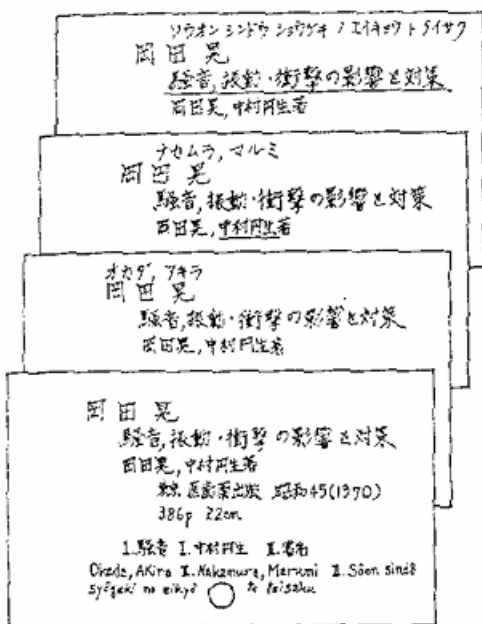 ソウオン シンドウ ショウゲキ ノ エイキョウ ト タイサク
岡田晃
騒音,振動・衝撃の影響と対策
岡田晃,中村円生著
ナカムラ,マルミ
岡田晃
騒音,振動・衝撃の影響と対策
岡田晃,中村円生著
オカダ,アキラ
岡田晃
騒音,振動・衝撃の影響と対策
岡田晃,中村円生著
岡田晃
騒音,振動・衝撃の影響と対策
岡田晃,中村円生著
東京 医歯薬出版 昭和45(1970)
386p 22cm
1.騒音 I.中村円生 II.書名
Okada, Akira I. Nakamura, Marumi II. Sôon sindô
syôgeki no eikyô to taisaku